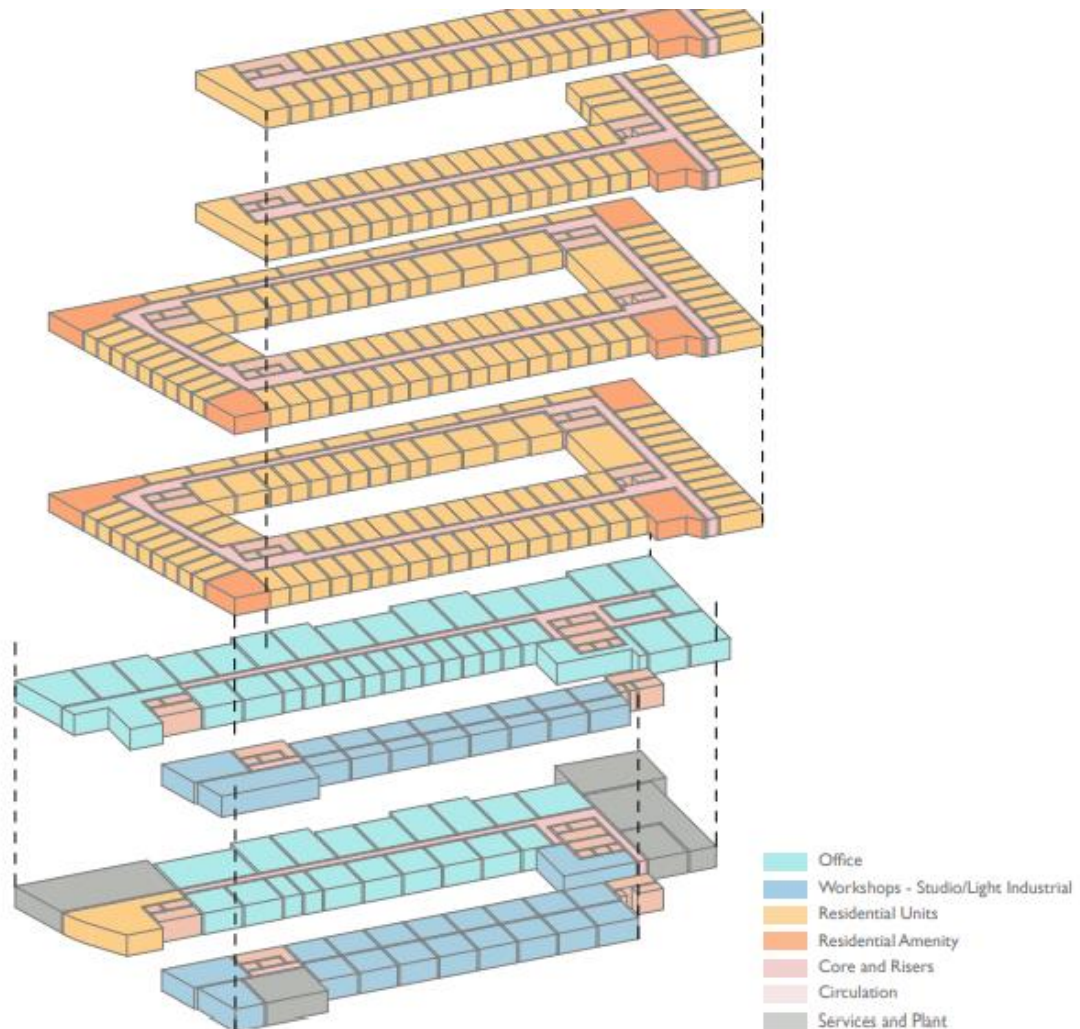 Office
Workshops - Studio/Light Industrial
Residential Units
Residential Amenity
Core and Risers
Circulation
Services and Plant